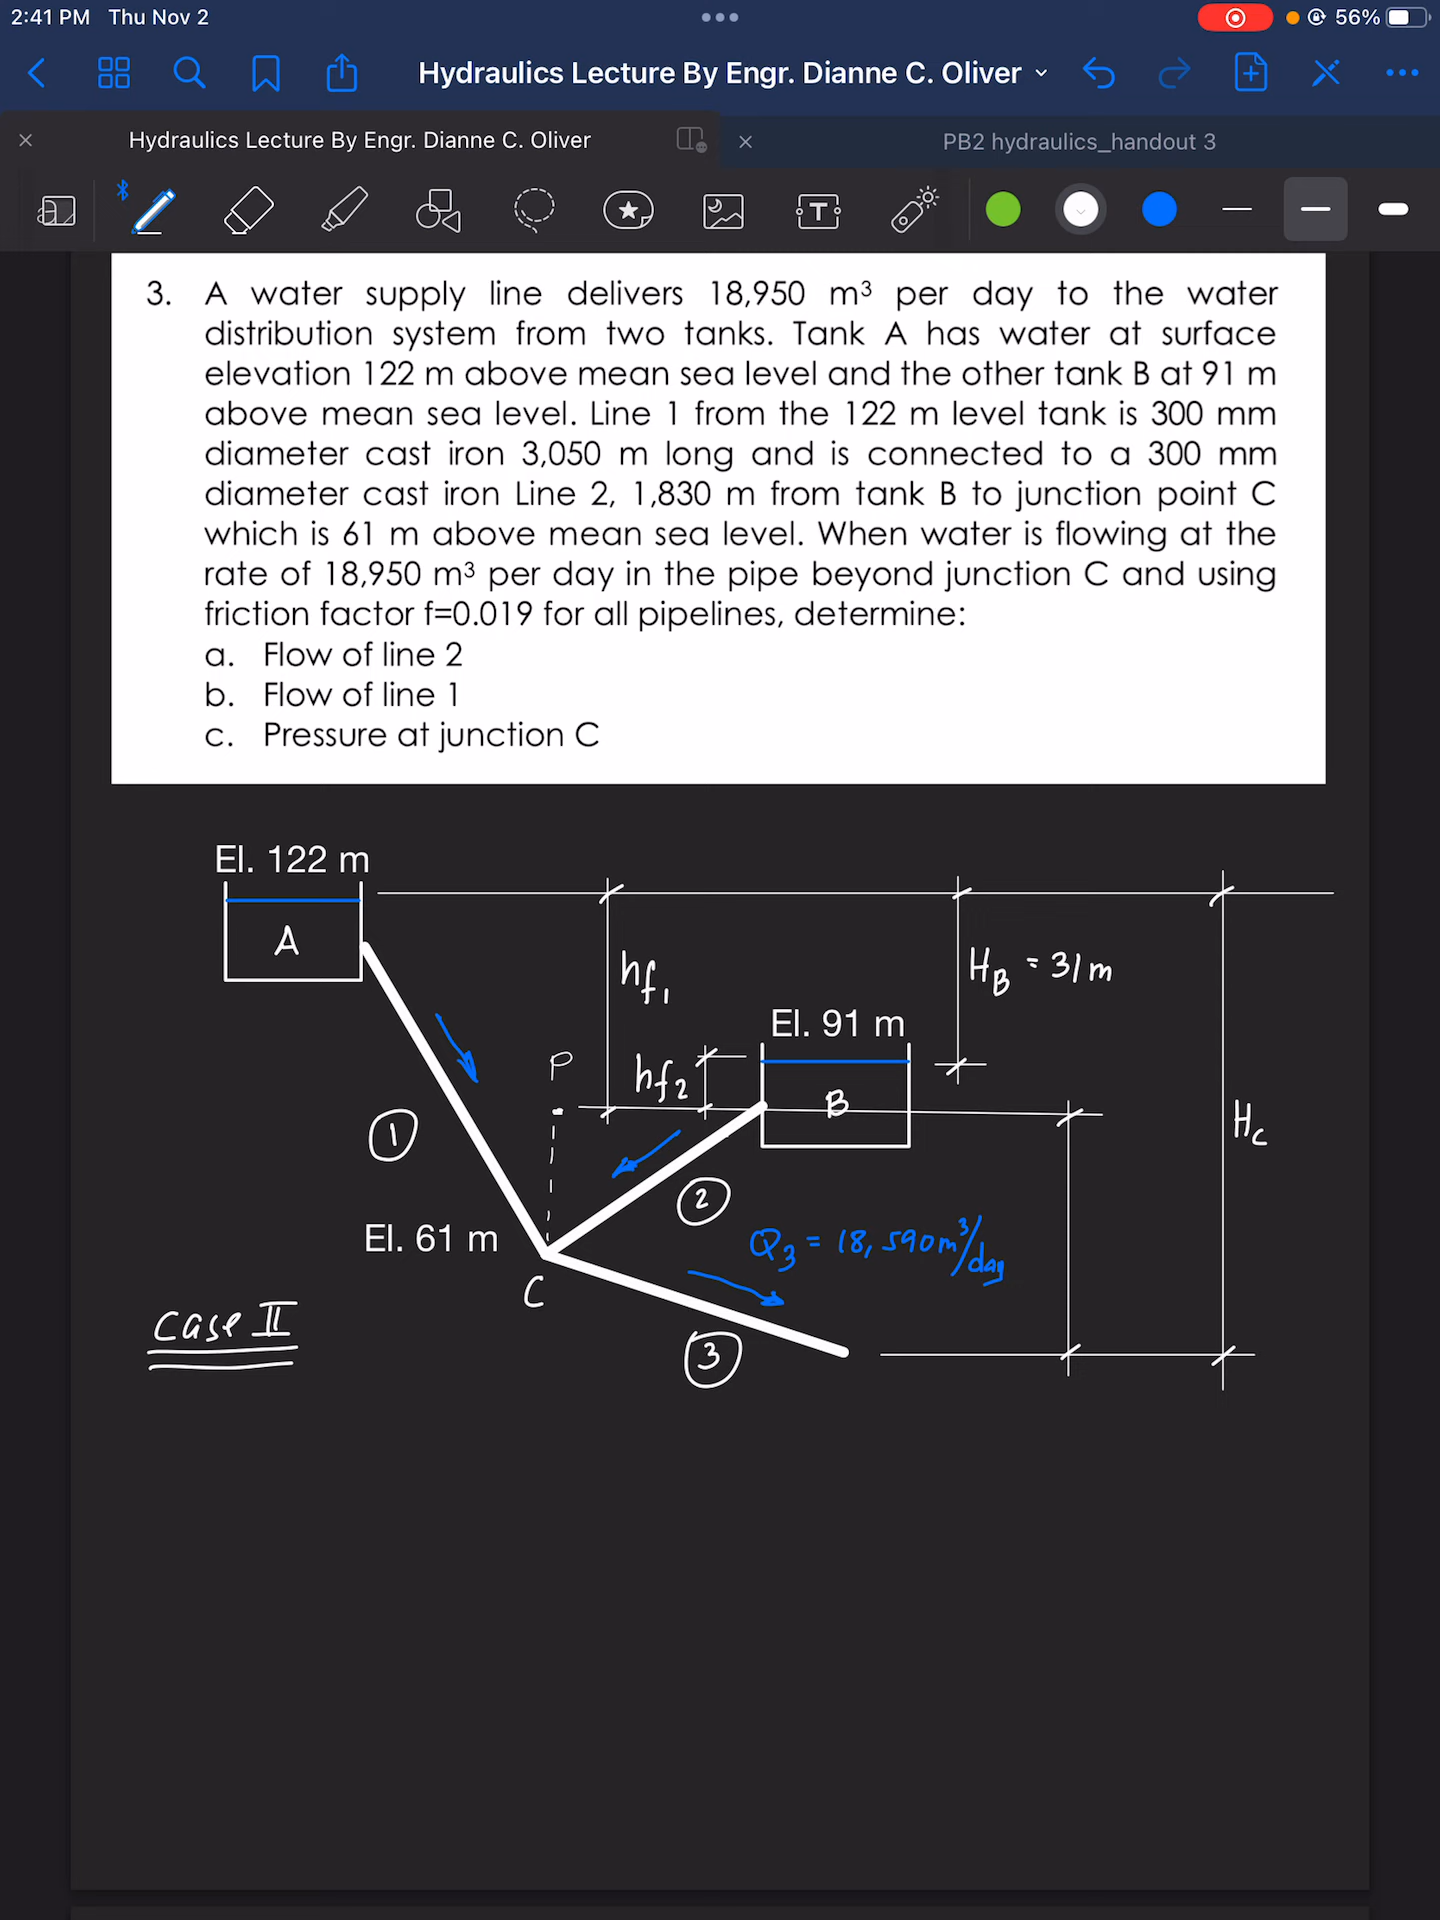 2:41 PM Thu Nov 2
56%
Hydraulics Lecture By Engr. Dianne C. Oliver
Hydraulics Lecture By Engr. Dianne C. Oliver
PB2 hydraulics_handout 3
3. A water supply line delivers 18,950 m³ per day to the water
distribution system from two tanks. Tank A has water at surface
elevation 122 m above mean sea level and the other tank B at 91 m
above mean sea level. Line 1 from the 122 m level tank is 300 mm
diameter cast iron 3,050 m long and is connected to a 300 mm
diameter cast iron Line 2, 1,830 m from tank B to junction point C
which is 61 m above mean sea level. When water is flowing at the
rate of 18,950 m³ per day in the pipe beyond junction C and using
friction factor f=0.019 for all pipelines, determine:
a. Flow of line 2
b. Flow of line 1
c. Pressure at junction C
El. 122 m
A
hf₁
H_B = 31 m
El. 91 m
P
hf₂
B
H_c
1
2
El. 61 m
Q₃ = 18,590 m³/day
C
Case II
3